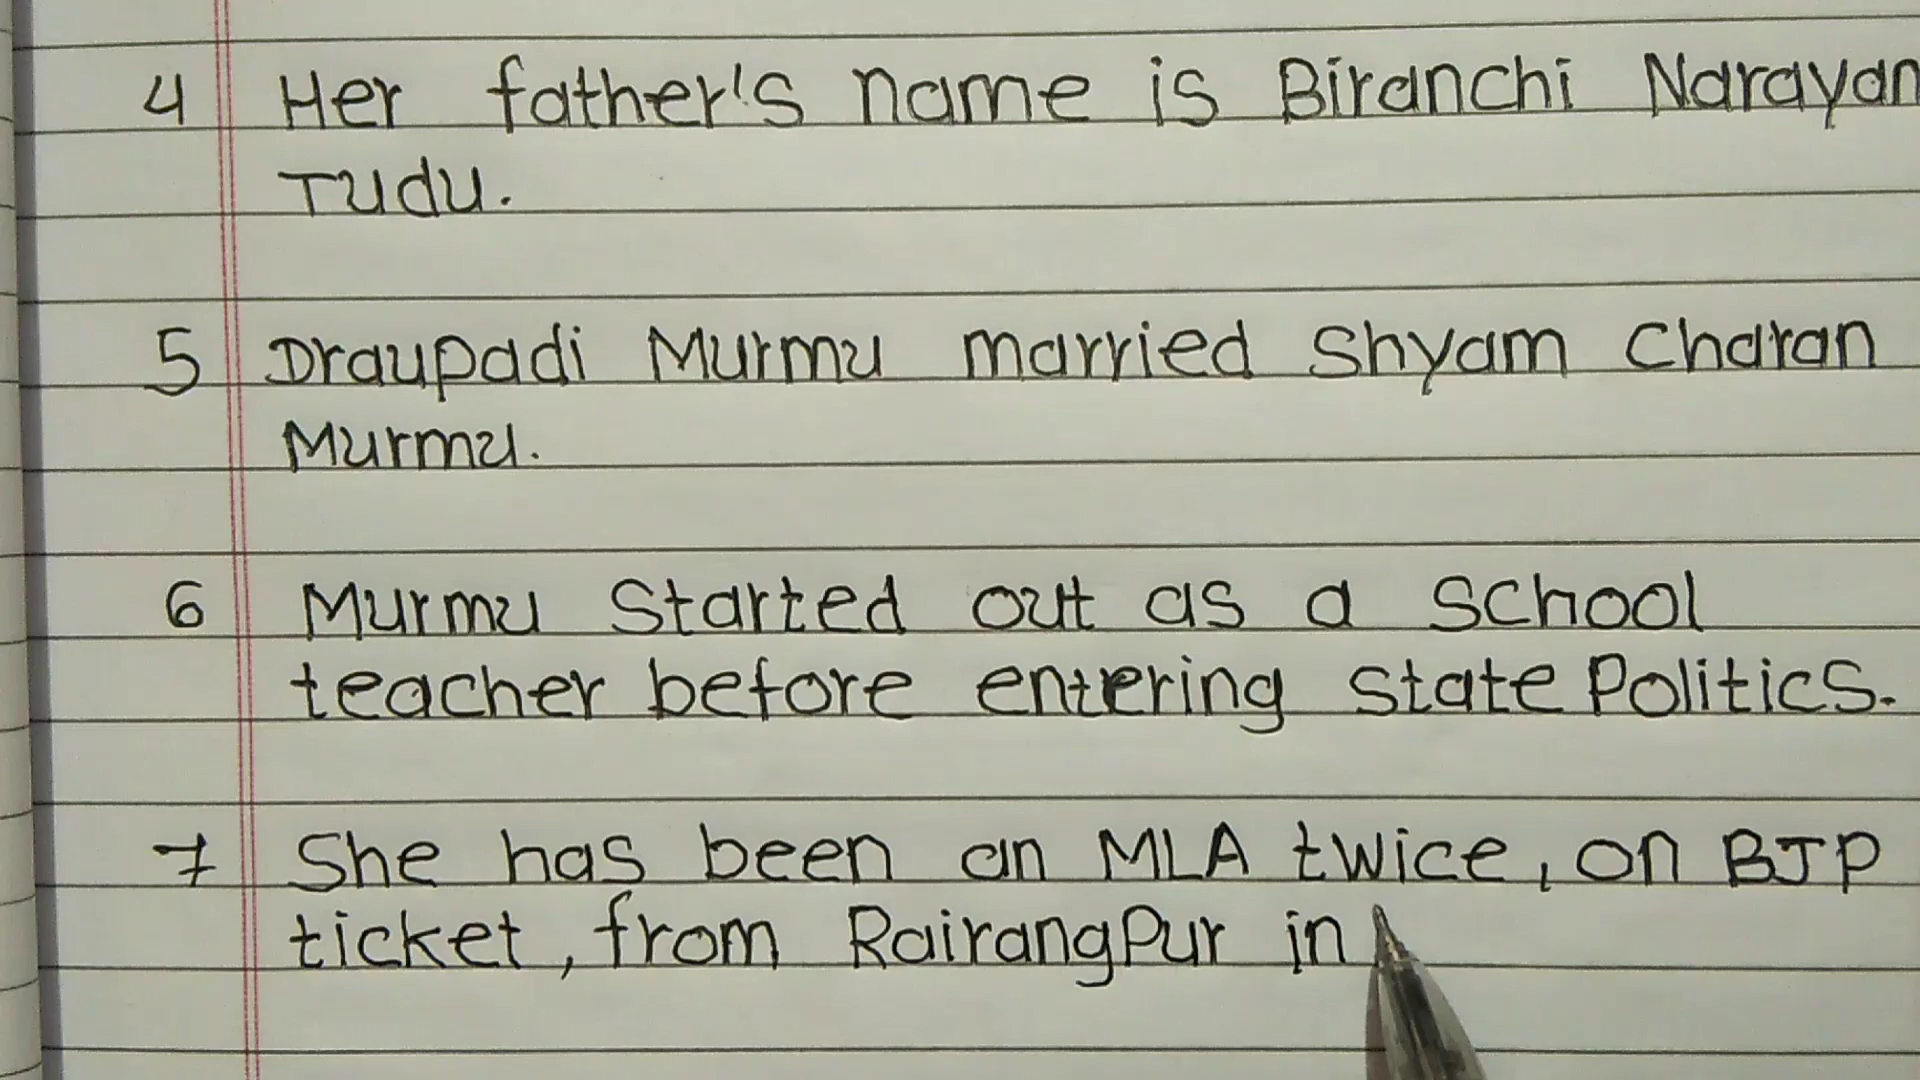 4 Her father's name is Biranchi Narayan
Tudu.
5 Draupadi Murmu married Shyam Charan
Murmu.
6 Murmu Started out as a School
teacher before entering state Politics.
7 She has been an MLA twice, on BJP
ticket, from RairangPur in